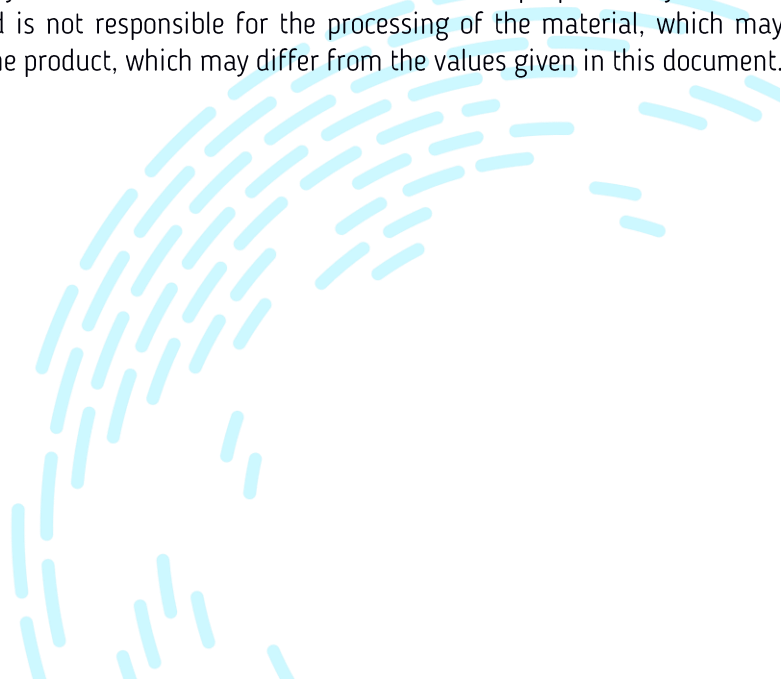 is not responsible for the processing of the material, which may
product, which may differ from the values given in this document.